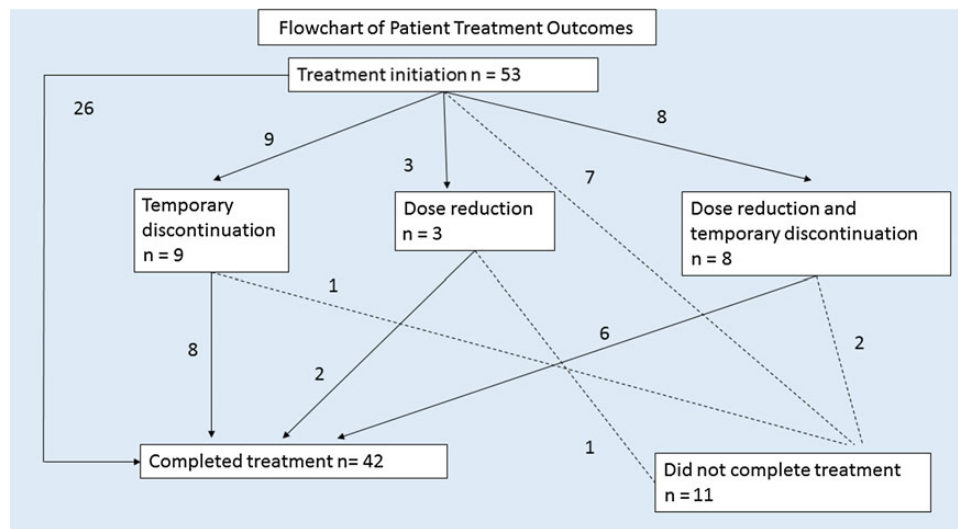 Flowchart of Patient Treatment Outcomes
Treatment initiation n = 53
26
9
3
8
7
Temporary
discontinuation
n = 9
Dose reduction
n = 3
Dose reduction and
temporary discontinuation
n = 8
1
8
2
6
2
1
Completed treatment n= 42
Did not complete treatment
n = 11